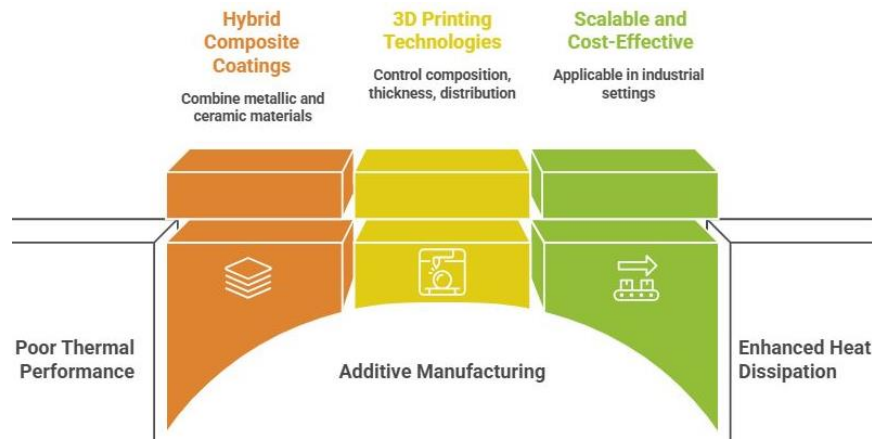 Hybrid
Composite
Coatings
Combine metallic and
ceramic materials
3D Printing
Technologies
Control composition,
thickness, distribution
Scalable and
Cost-Effective
Applicable in industrial
settings
Poor Thermal
Performance
Additive Manufacturing
Enhanced Heat
Dissipation